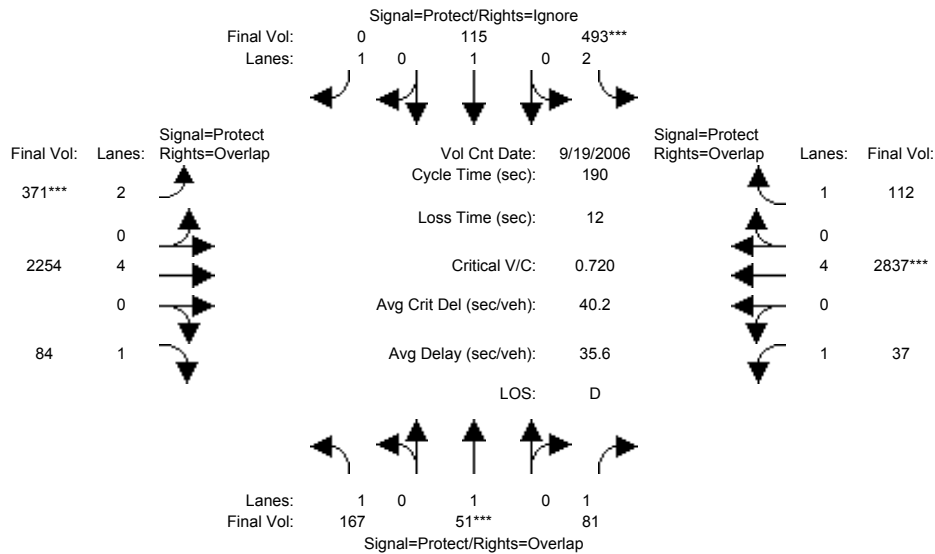 Signal=Protect/Rights=Ignore
Final Vol: 0 115 493***
Lanes: 1 0 1 0 2
Signal=Protect Signal=Protect
Final Vol: Lanes: Rights=Overlap Vol Cnt Date: 9/19/2006 Rights=Overlap Lanes: Final Vol:
Cycle Time (sec): 190
371*** 2 1 112
Loss Time (sec): 12
0 0
2254 4 Critical V/C: 0.720 4 2837***
0 Avg Crit Del (sec/veh): 40.2 0
84 1 Avg Delay (sec/veh): 35.6 1 37
LOS: D
Lanes: 1 0 1 0 1
Final Vol: 167 51*** 81
Signal=Protect/Rights=Overlap